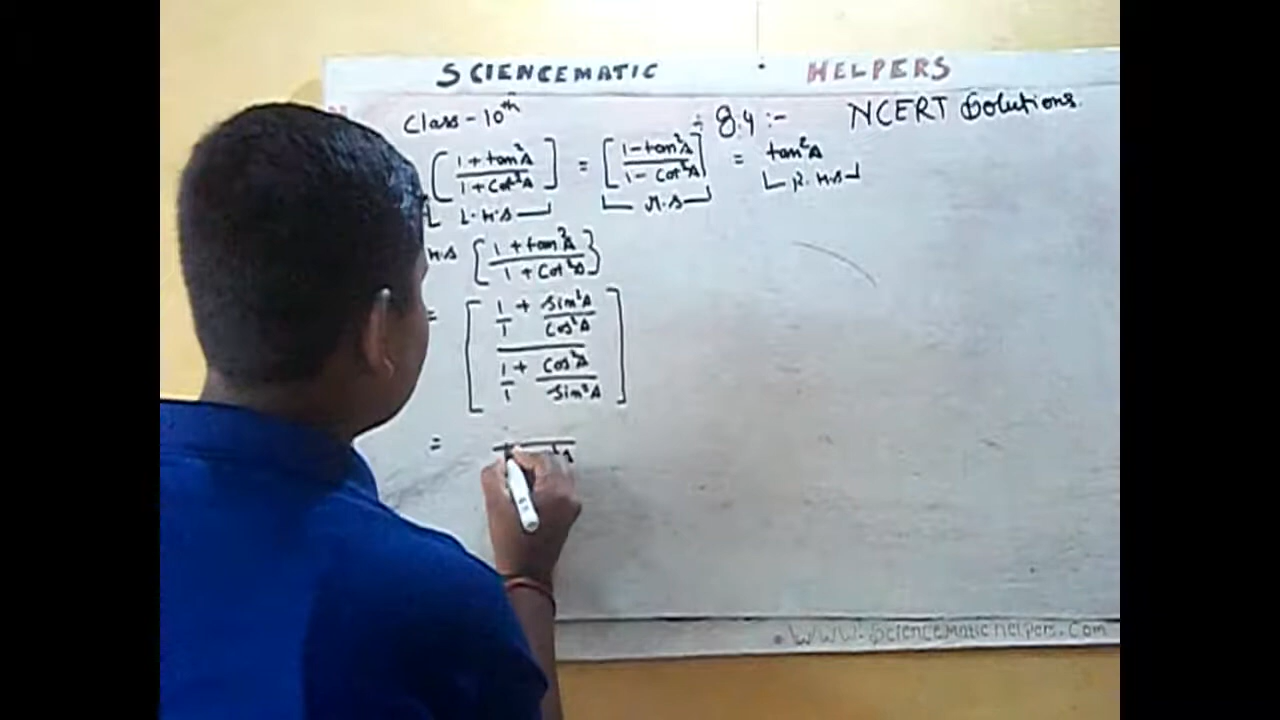 SCIENCEMATIC HELPERS
Class - 10th ÷ 8.4 :- NCERT Solutions.
[1 + tan²A / 1 + Cot²A] = [1 - tan²A / 1 - Cot²A] = tan²A
L.H.S M.S R.H.S
H.S [1 + tan²A / 1 + Cot²A]
= [1/1 + Sin²A/Cos²A / 1/1 + Cos²A/Sin²A]
=
.WWW.ScienceMaticHelpers.Com